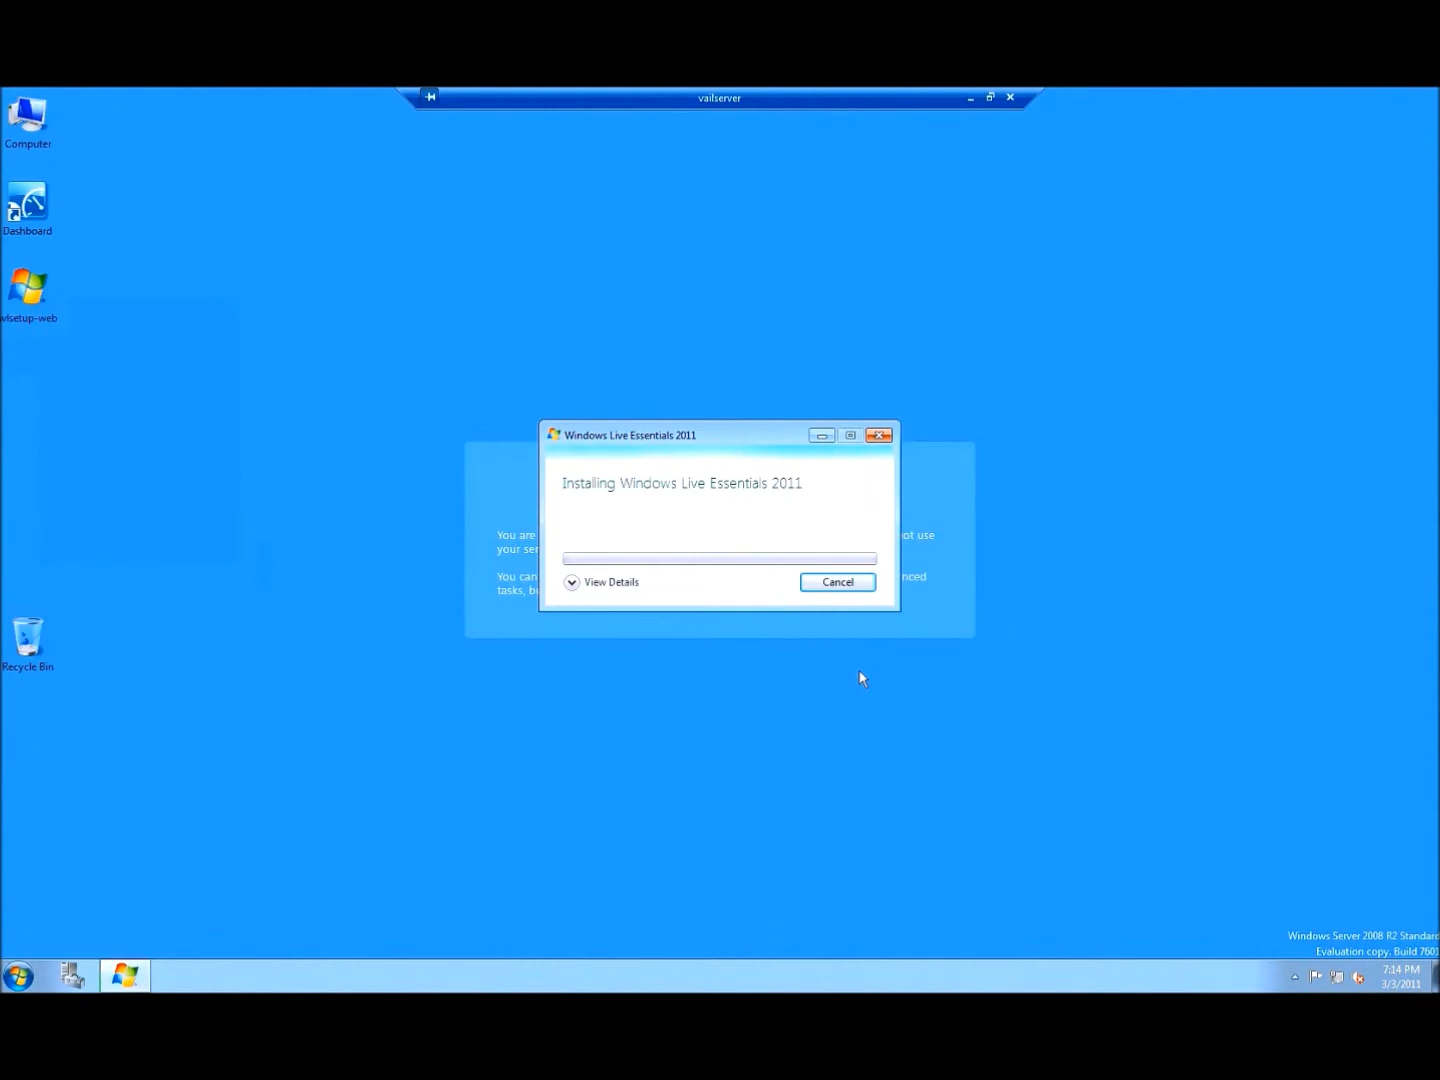 vailserver
Computer
Dashboard
wlsetup-web
Windows Live Essentials 2011
Installing Windows Live Essentials 2011
You are
ot use
your ser
You can
nced
tasks, b
View Details
Cancel
Recycle Bin
Windows Server 2008 R2 Standard
Evaluation copy. Build 7601
7:14 PM
3/3/2011